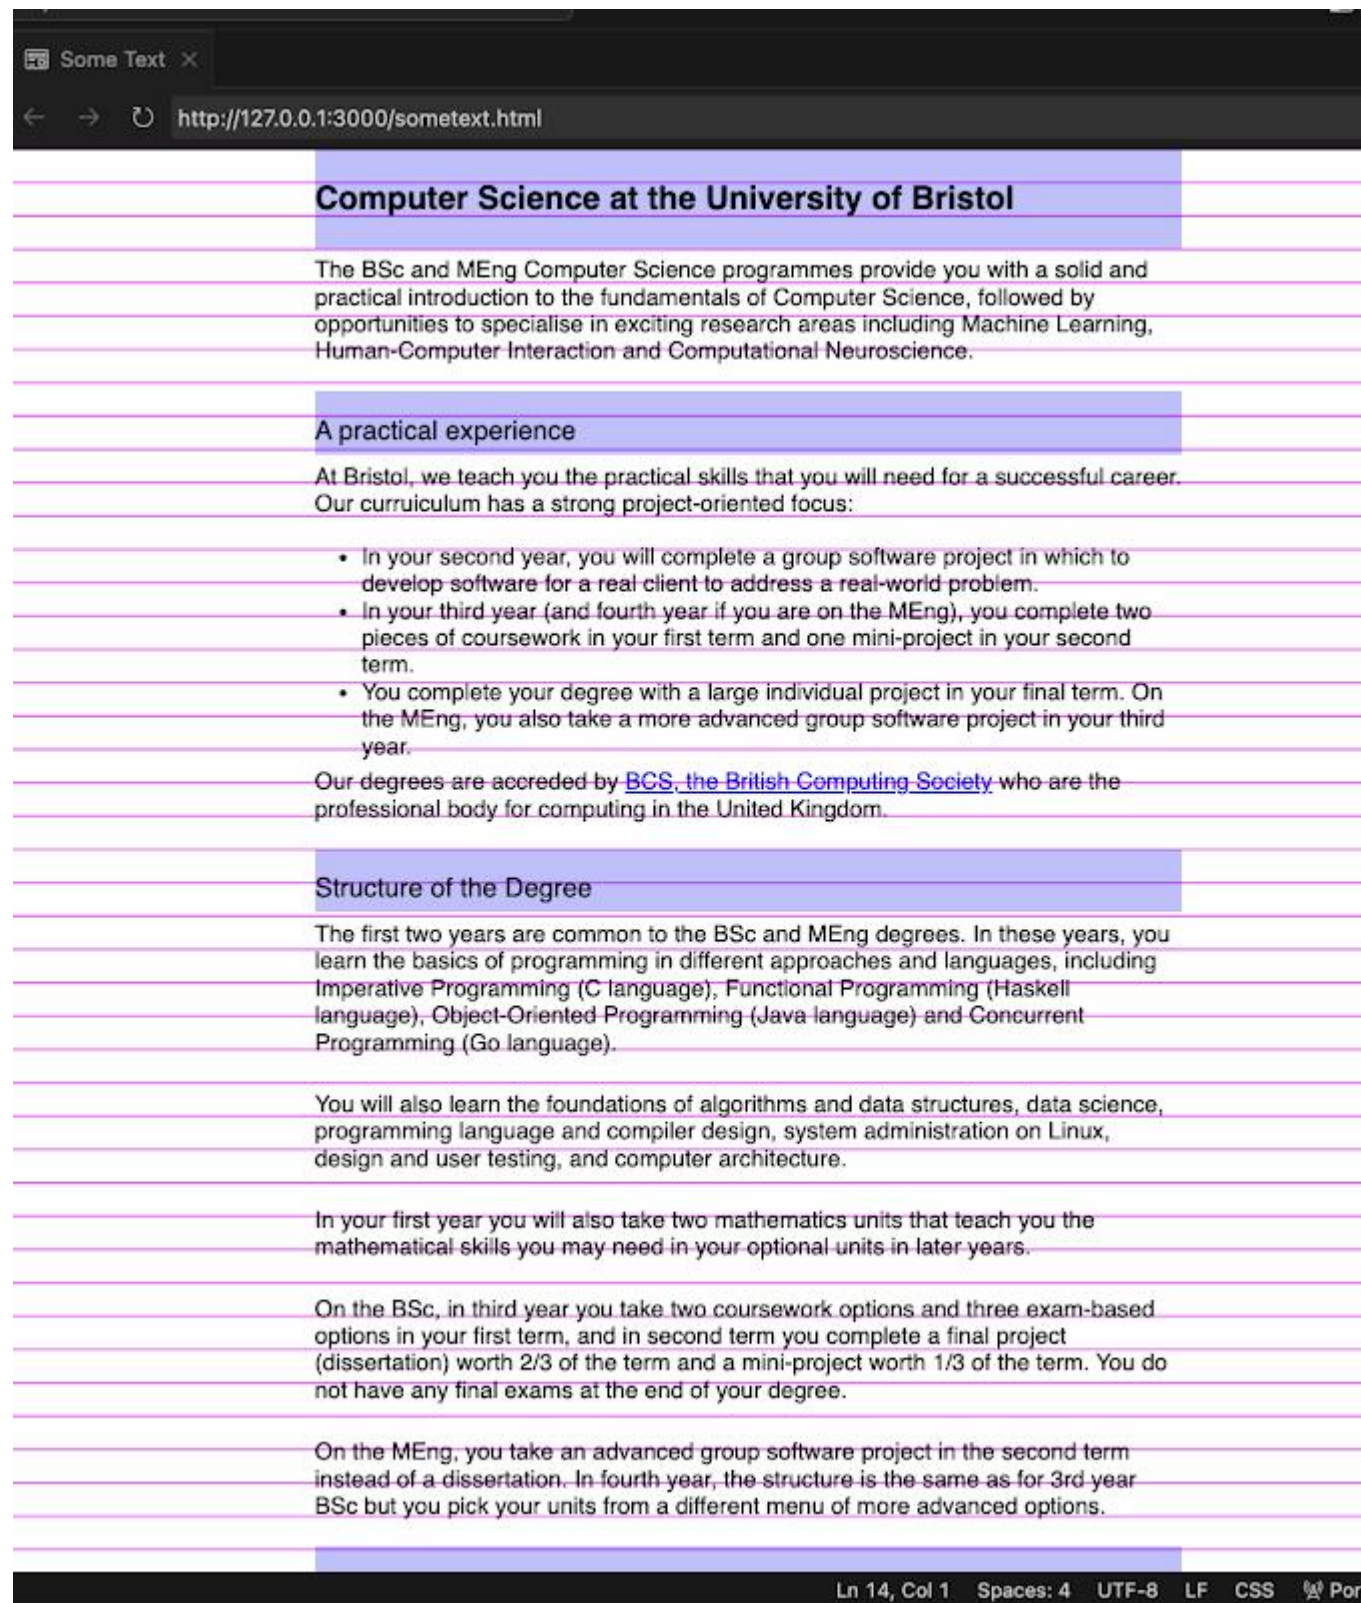 Some Text
http://127.0.0.1:3000/sometext.html
Computer Science at the University of Bristol
The BSc and MEng Computer Science programmes provide you with a solid and
practical introduction to the fundamentals of Computer Science, followed by
opportunities to specialise in exciting research areas including Machine Learning,
Human-Computer Interaction and Computational Neuroscience.
A practical experience
At Bristol, we teach you the practical skills that you will need for a successful career.
Our curruiculum has a strong project-oriented focus:
• In your second year, you will complete a group software project in which to
develop software for a real client to address a real-world problem.
• In your third year (and fourth year if you are on the MEng), you complete two
pieces of coursework in your first term and one mini-project in your second
term.
• You complete your degree with a large individual project in your final term. On
the MEng, you also take a more advanced group software project in your third
year.
Our degrees are accreded by BCS, the British Computing Society who are the
professional body for computing in the United Kingdom.
Structure of the Degree
The first two years are common to the BSc and MEng degrees. In these years, you
learn the basics of programming in different approaches and languages, including
Imperative Programming (C language), Functional Programming (Haskell
language), Object-Oriented Programming (Java language) and Concurrent
Programming (Go language).
You will also learn the foundations of algorithms and data structures, data science,
programming language and compiler design, system administration on Linux,
design and user testing, and computer architecture.
In your first year you will also take two mathematics units that teach you the
mathematical skills you may need in your optional units in later years.
On the BSc, in third year you take two coursework options and three exam-based
options in your first term, and in second term you complete a final project
(dissertation) worth 2/3 of the term and a mini-project worth 1/3 of the term. You do
not have any final exams at the end of your degree.
On the MEng, you take an advanced group software project in the second term
instead of a dissertation. In fourth year, the structure is the same as for 3rd year
BSc but you pick your units from a different menu of more advanced options.
Ln 14, Col 1 Spaces: 4 UTF-8 LF CSS Por